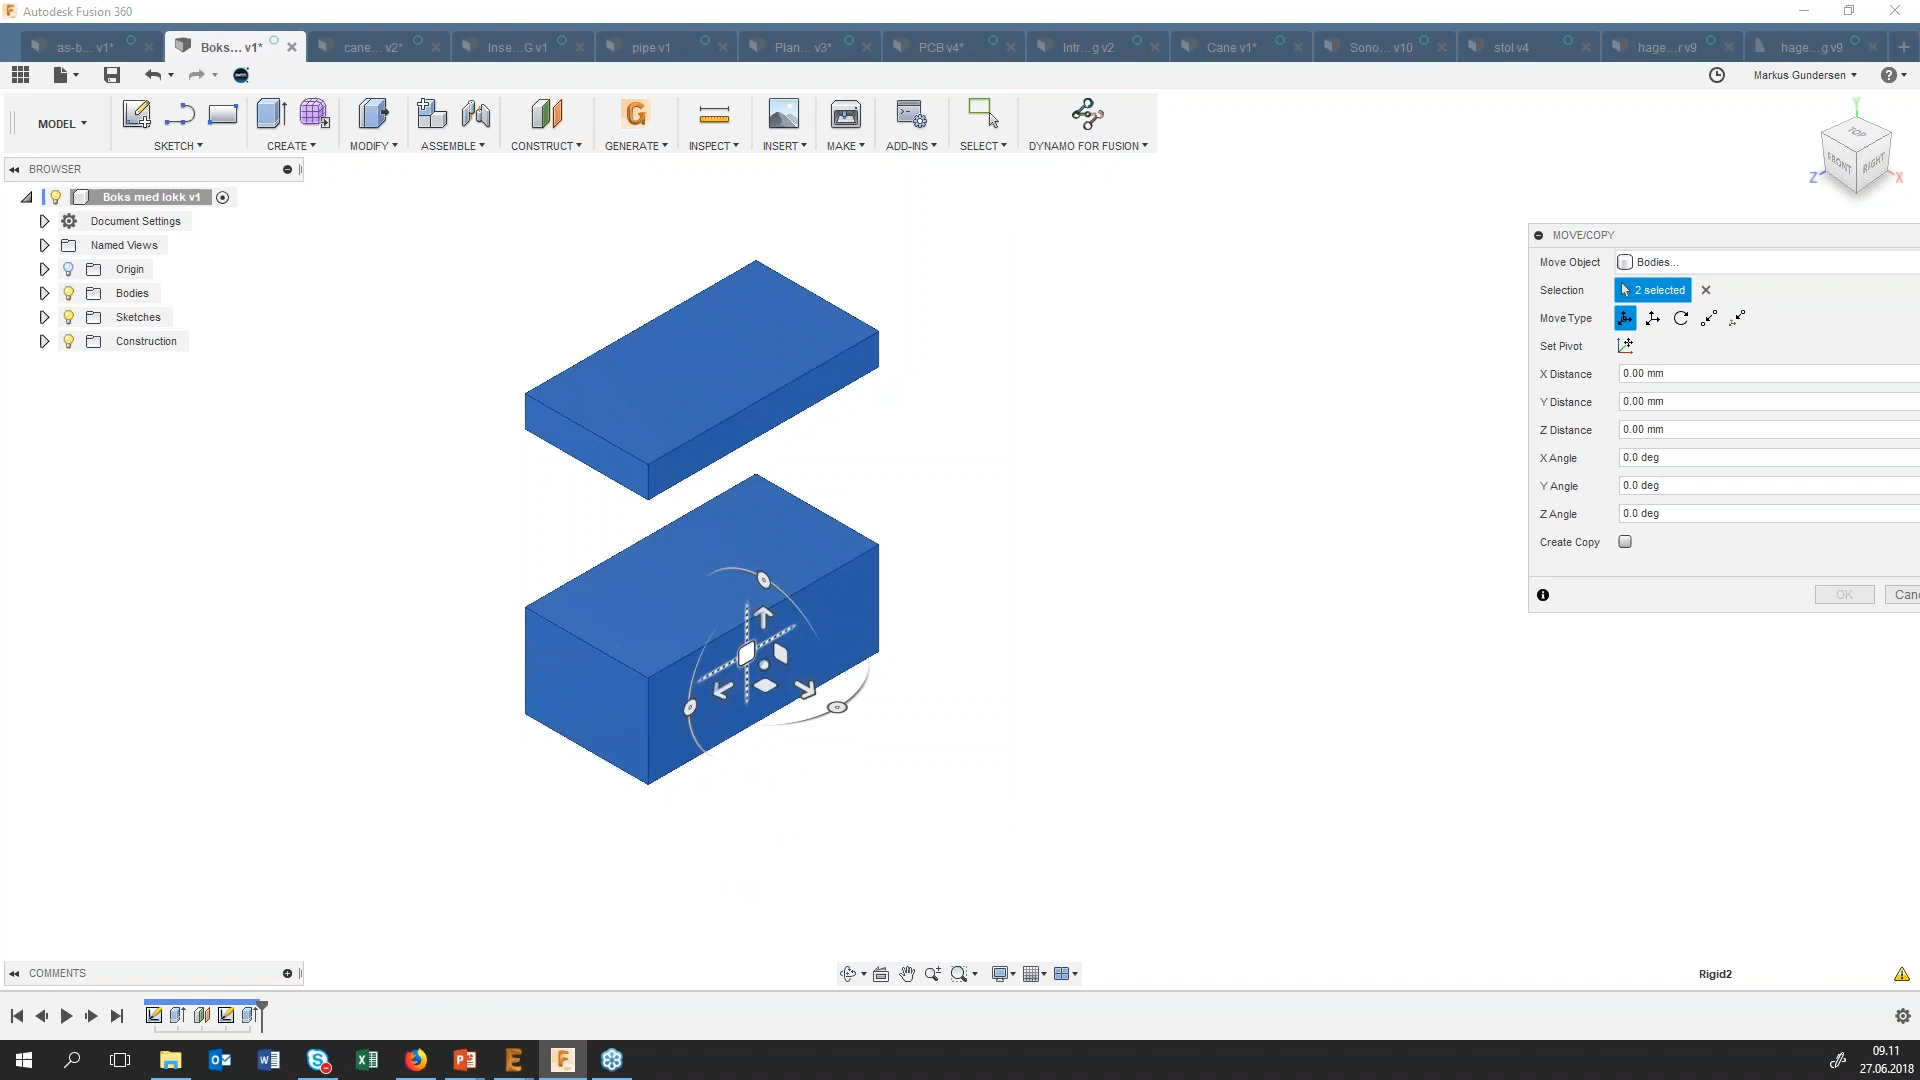 Autodesk Fusion 360
as-b... v1*
Boks... v1*
cane... v2*
Inse...G v1
pipe v1
Plan... v3*
PCB v4*
Intr...g v2
Cane v1*
Sono... v10
stol v4
hage...r v9
hage...g v9
Markus Gundersen
MODEL
SKETCH
CREATE
MODIFY
ASSEMBLE
CONSTRUCT
GENERATE
INSPECT
INSERT
MAKE
ADD-INS
SELECT
DYNAMO FOR FUSION
TOP
FRONT
RIGHT
Y
Z
X
BROWSER
Boks med lokk v1
Document Settings
Named Views
Origin
Bodies
Sketches
Construction
MOVE/COPY
Move Object
Bodies...
Selection
2 selected
Move Type
Set Pivot
X Distance
0.00 mm
Y Distance
0.00 mm
Z Distance
0.00 mm
X Angle
0.0 deg
Y Angle
0.0 deg
Z Angle
0.0 deg
Create Copy
OK
Canc
COMMENTS
Rigid2
09.11
27.06.2018